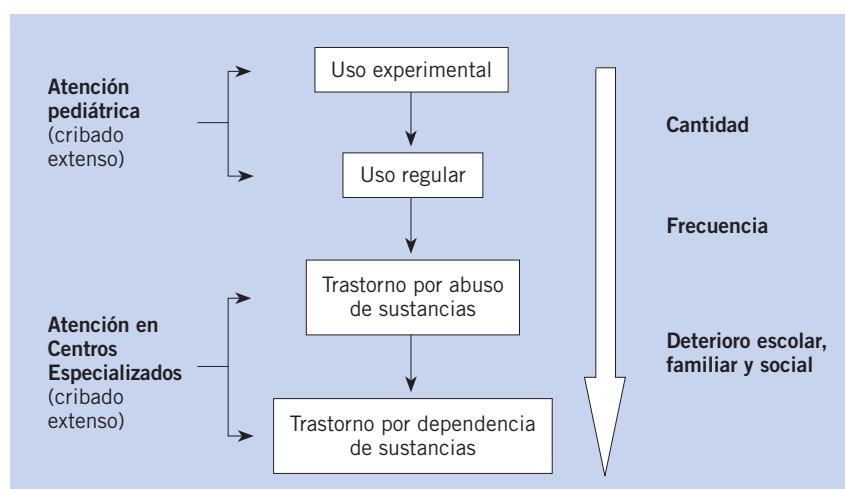 Atención
pediátrica
(cribado
extenso)
Atención en
Centros
Especializados
(cribado
extenso)
Uso experimental
Uso regular
Trastorno por abuso
de sustancias
Trastorno por dependencia
de sustancias
Cantidad
Frecuencia
Deterioro escolar,
familiar y social